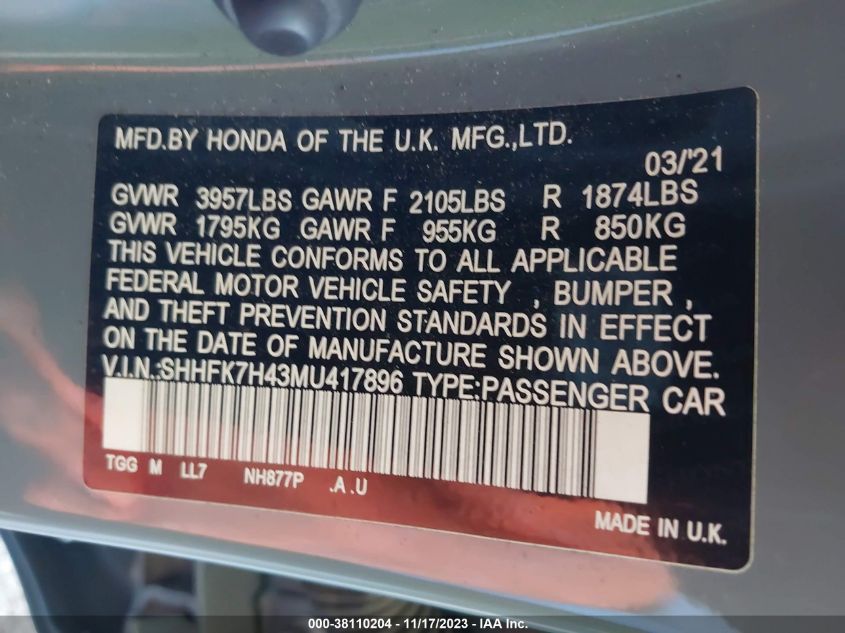 MFD.BY HONDA OF THE U.K. MFG.,LTD.
03/'21
GVWR 3957LBS GAWR F 2105LBS R 1874LBS
GVWR 1795KG GAWR F 955KG R 850KG
THIS VEHICLE CONFORMS TO ALL APPLICABLE
FEDERAL MOTOR VEHICLE SAFETY , BUMPER ,
AND THEFT PREVENTION STANDARDS IN EFFECT
ON THE DATE OF MANUFACTURE SHOWN ABOVE.
V.I.N.:SHHFK7H43MU417896 TYPE:PASSENGER CAR
TGG M LL7 NH877P .A .U
MADE IN U.K.
000-38110204 - 11/17/2023 - IAA Inc.